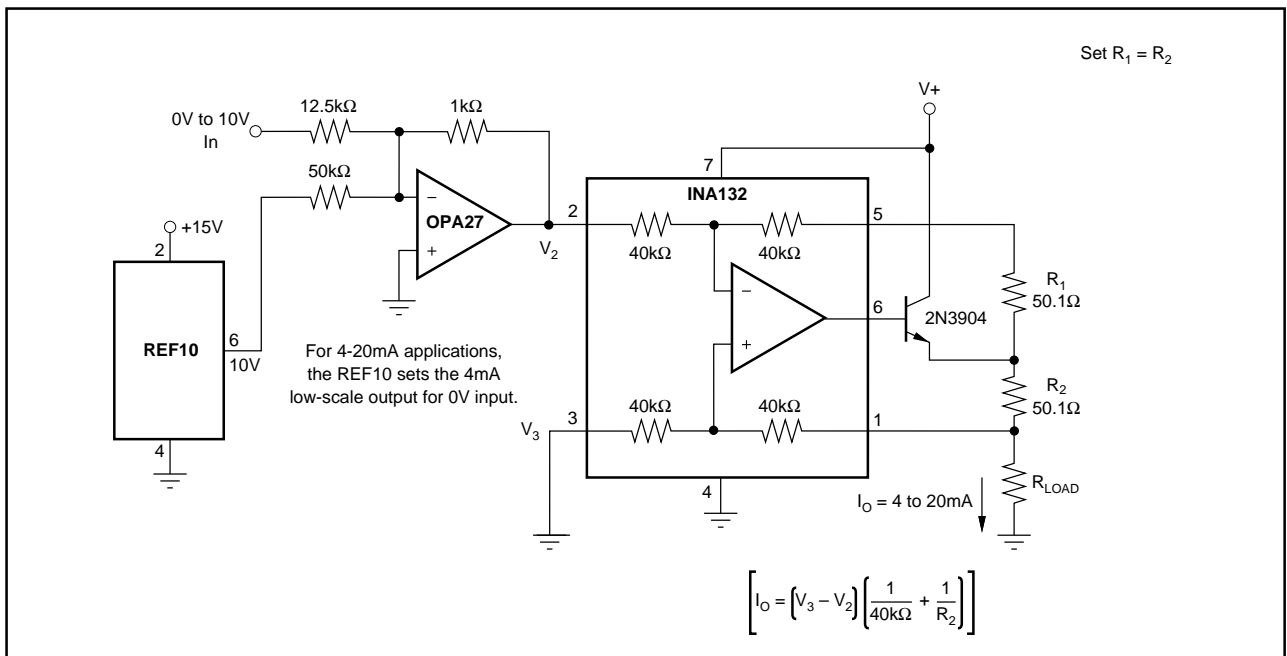 Set R1 = R2
V+
12.5kΩ
1kΩ
0V to 10V
In
50kΩ
7
INA132
–
OPA27
+
2
V2
40kΩ
40kΩ
5
+15V
2
R1
50.1Ω
–
+
6
2N3904
REF10
6
10V
For 4-20mA applications,
the REF10 sets the 4mA
low-scale output for 0V input.
R2
50.1Ω
4
V3
3
40kΩ
40kΩ
1
4
RLOAD
IO = 4 to 20mA
[IO = (V3 – V2) (1/40kΩ + 1/R2)]